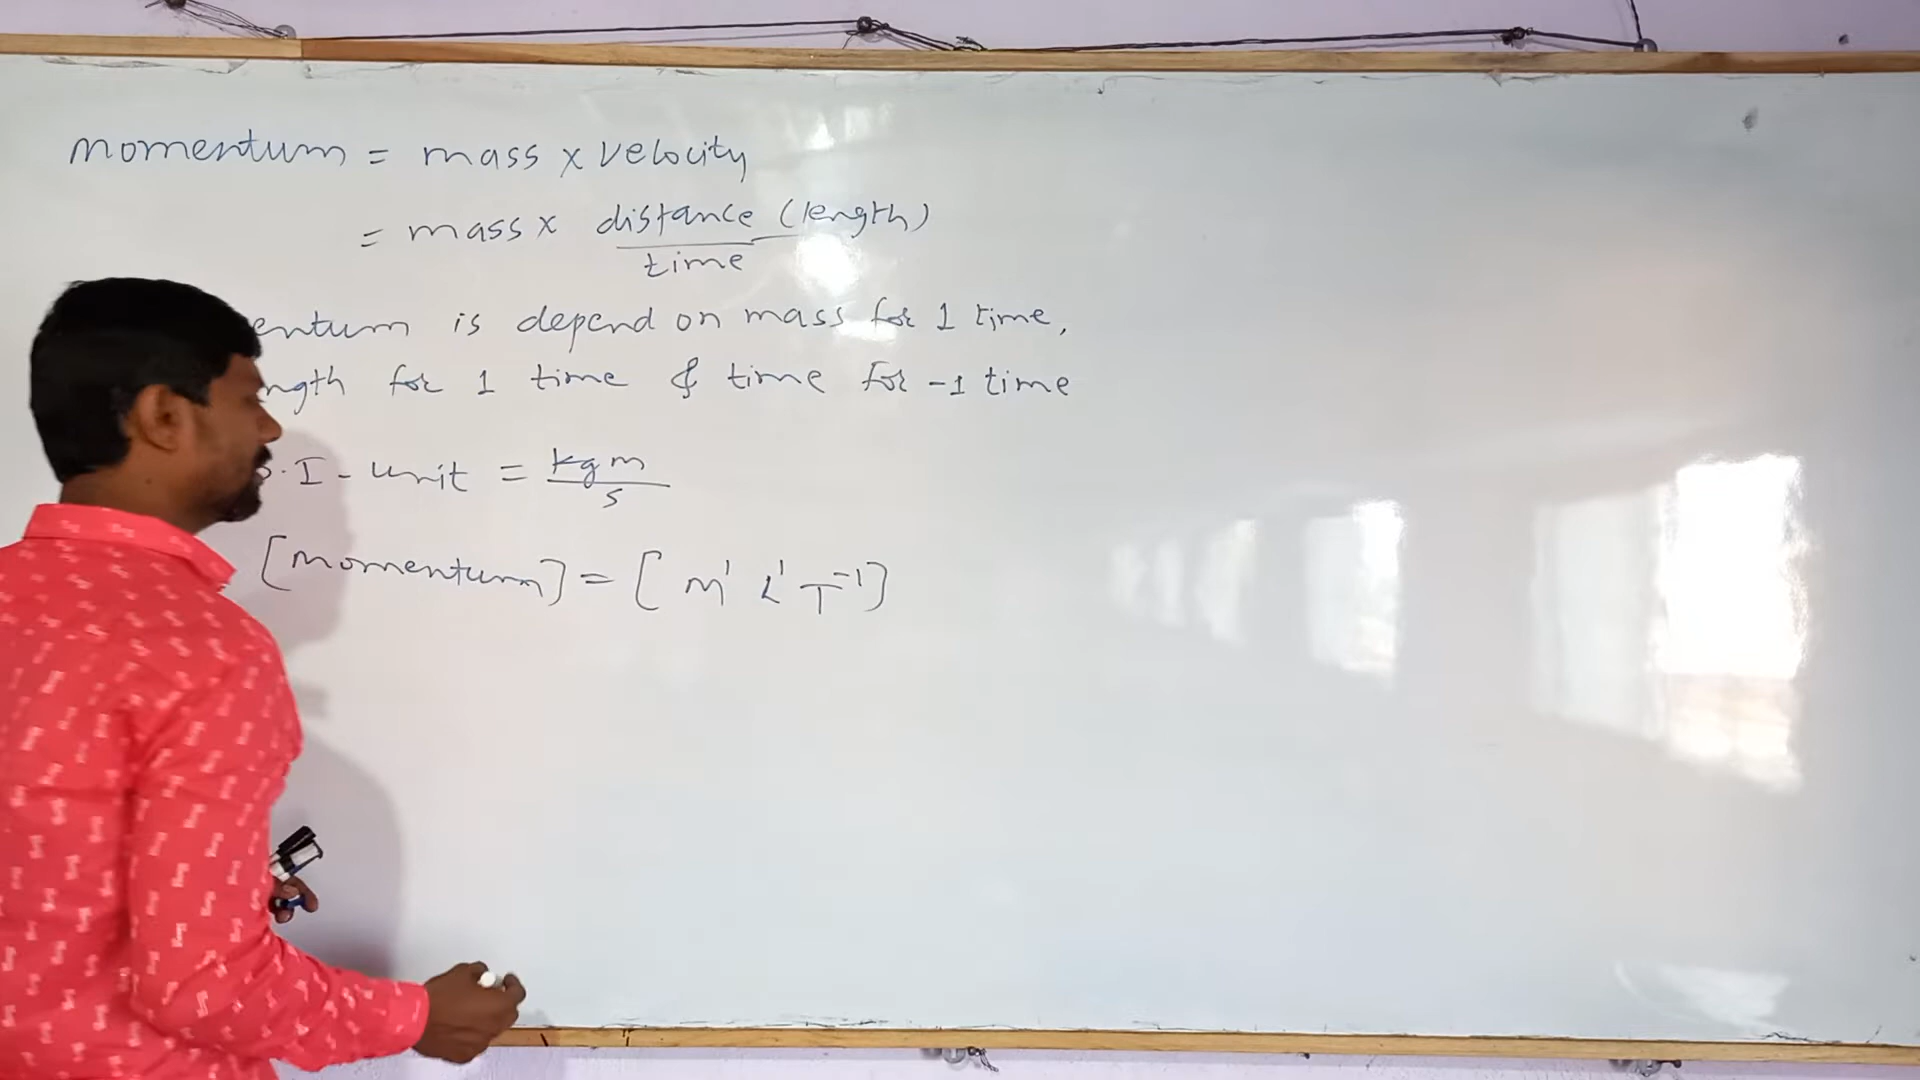 momentum = mass x velocity
= mass x distance (length) / time
entum is depend on mass for 1 time,
ngth for 1 time & time for -1 time
.I - unit = kg m / s
[momentum] = [M¹ L¹ T⁻¹]